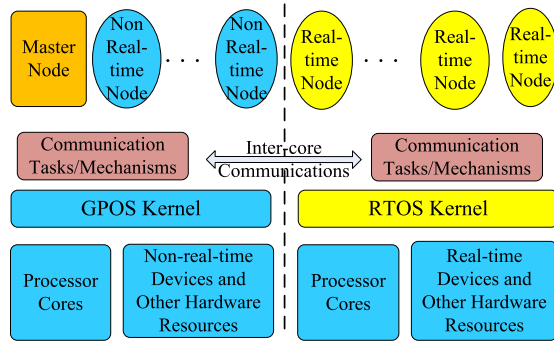 Master
Node
Non
Real-
time
Node
. . .
Non
Real-
time
Node
Real-
time
Node
. . .
Real-
time
Node
Real-
time
Node
Communication
Tasks/Mechanisms
Inter-core
Communications
Communication
Tasks/Mechanisms
GPOS Kernel
RTOS Kernel
Processor
Cores
Non-real-time
Devices and
Other Hardware
Resources
Processor
Cores
Real-time
Devices and
Other Hardware
Resources